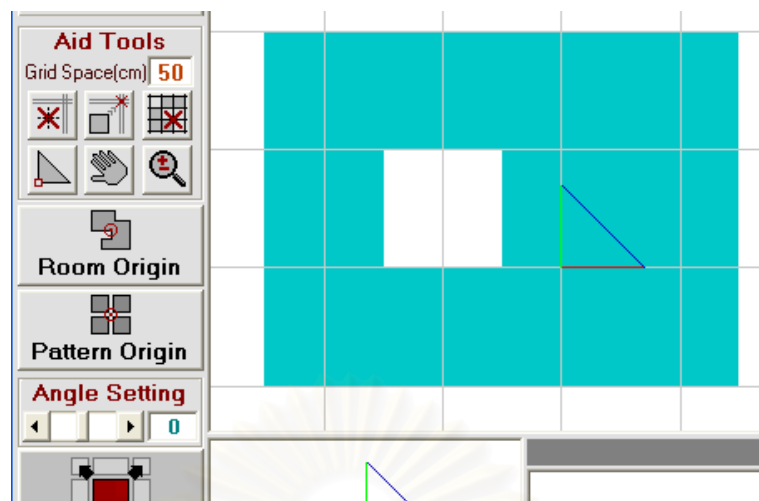 Aid Tools
Grid Space(cm) 50
Room Origin
Pattern Origin
Angle Setting
0